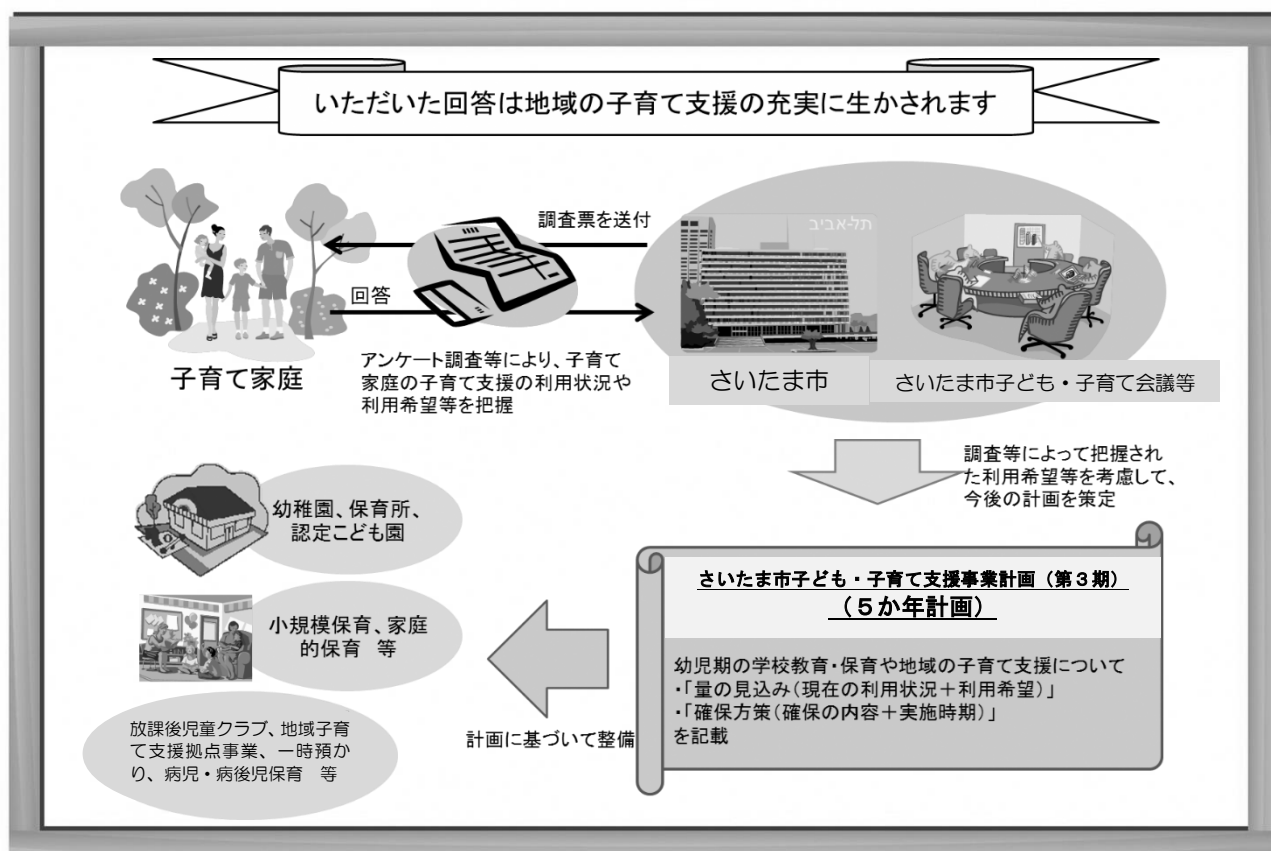 いただいた回答は地域の子育て支援の充実に生かされます
調査票を送付
回答
תל-אביב
子育て家庭
アンケート調査等により、子育て
家庭の子育て支援の利用状況や
利用希望等を把握
さいたま市
さいたま市子ども・子育て会議等
調査等によって把握され
た利用希望等を考慮して、
今後の計画を策定
さいたま市子ども・子育て支援事業計画（第３期）
（５か年計画）
幼児期の学校教育・保育や地域の子育て支援について
・「量の見込み（現在の利用状況＋利用希望）」
・「確保方策（確保の内容＋実施時期）」
を記載
計画に基づいて整備
幼稚園、保育所、
認定こども園
小規模保育、家庭
的保育　等
放課後児童クラブ、地域子育
て支援拠点事業、一時預か
り、病児・病後児保育　等